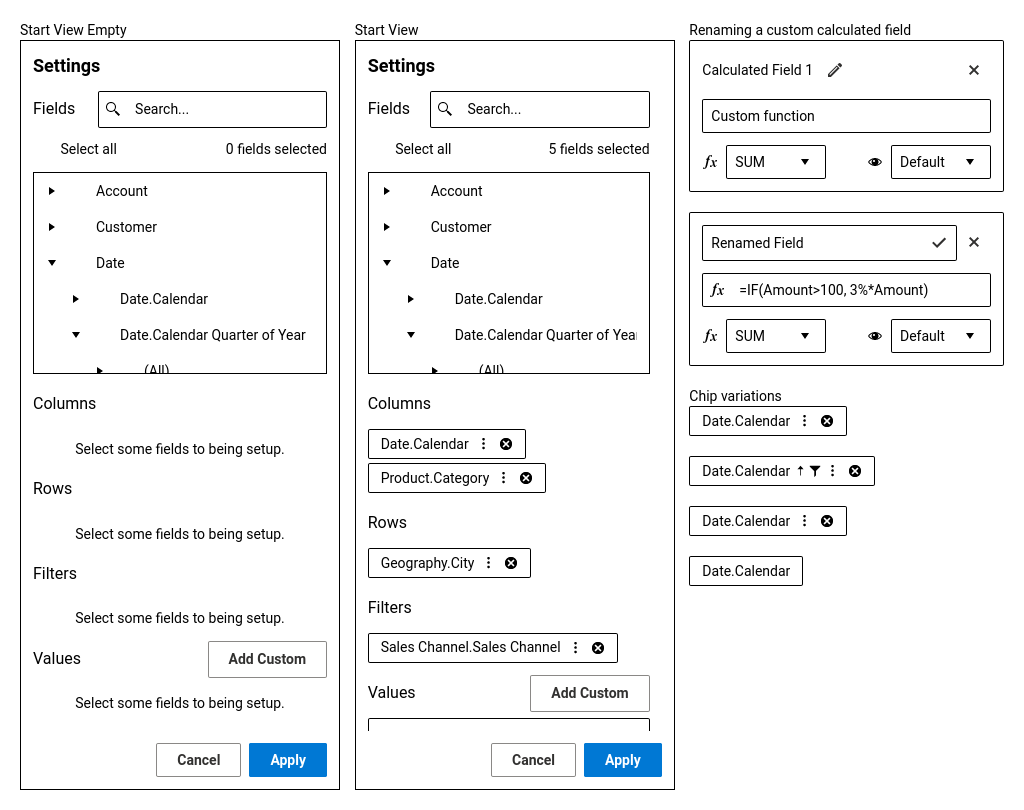 Start View Empty
Settings
Fields
Search...
Select all
0 fields selected
Account
Customer
Date
Date.Calendar
Date.Calendar Quarter of Year
(All)
Columns
Select some fields to being setup.
Rows
Select some fields to being setup.
Filters
Select some fields to being setup.
Values
Add Custom
Select some fields to being setup.
Cancel
Apply
Start View
Settings
Fields
Search...
Select all
5 fields selected
Account
Customer
Date
Date.Calendar
Date.Calendar Quarter of Year
(All)
Columns
Date.Calendar
Product.Category
Rows
Geography.City
Filters
Sales Channel.Sales Channel
Values
Add Custom
Cancel
Apply
Renaming a custom calculated field
Calculated Field 1
Custom function
fx SUM
Default
Renamed Field
fx =IF(Amount>100, 3%*Amount)
fx SUM
Default
Chip variations
Date.Calendar
Date.Calendar
Date.Calendar
Date.Calendar